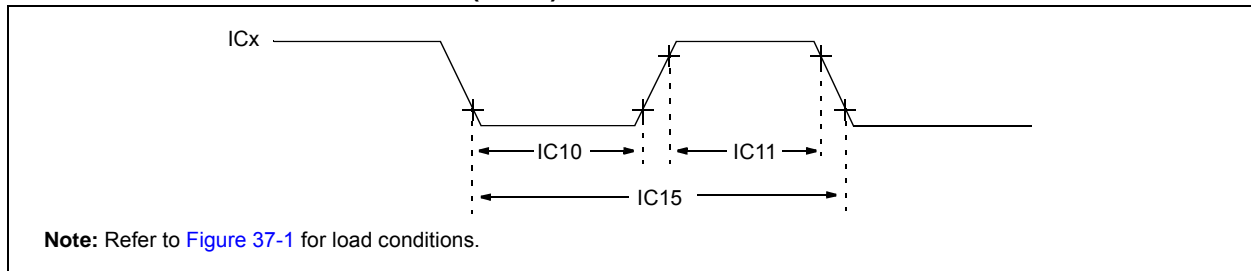 ICx
IC10
IC11
IC15
Note: Refer to Figure 37-1 for load conditions.